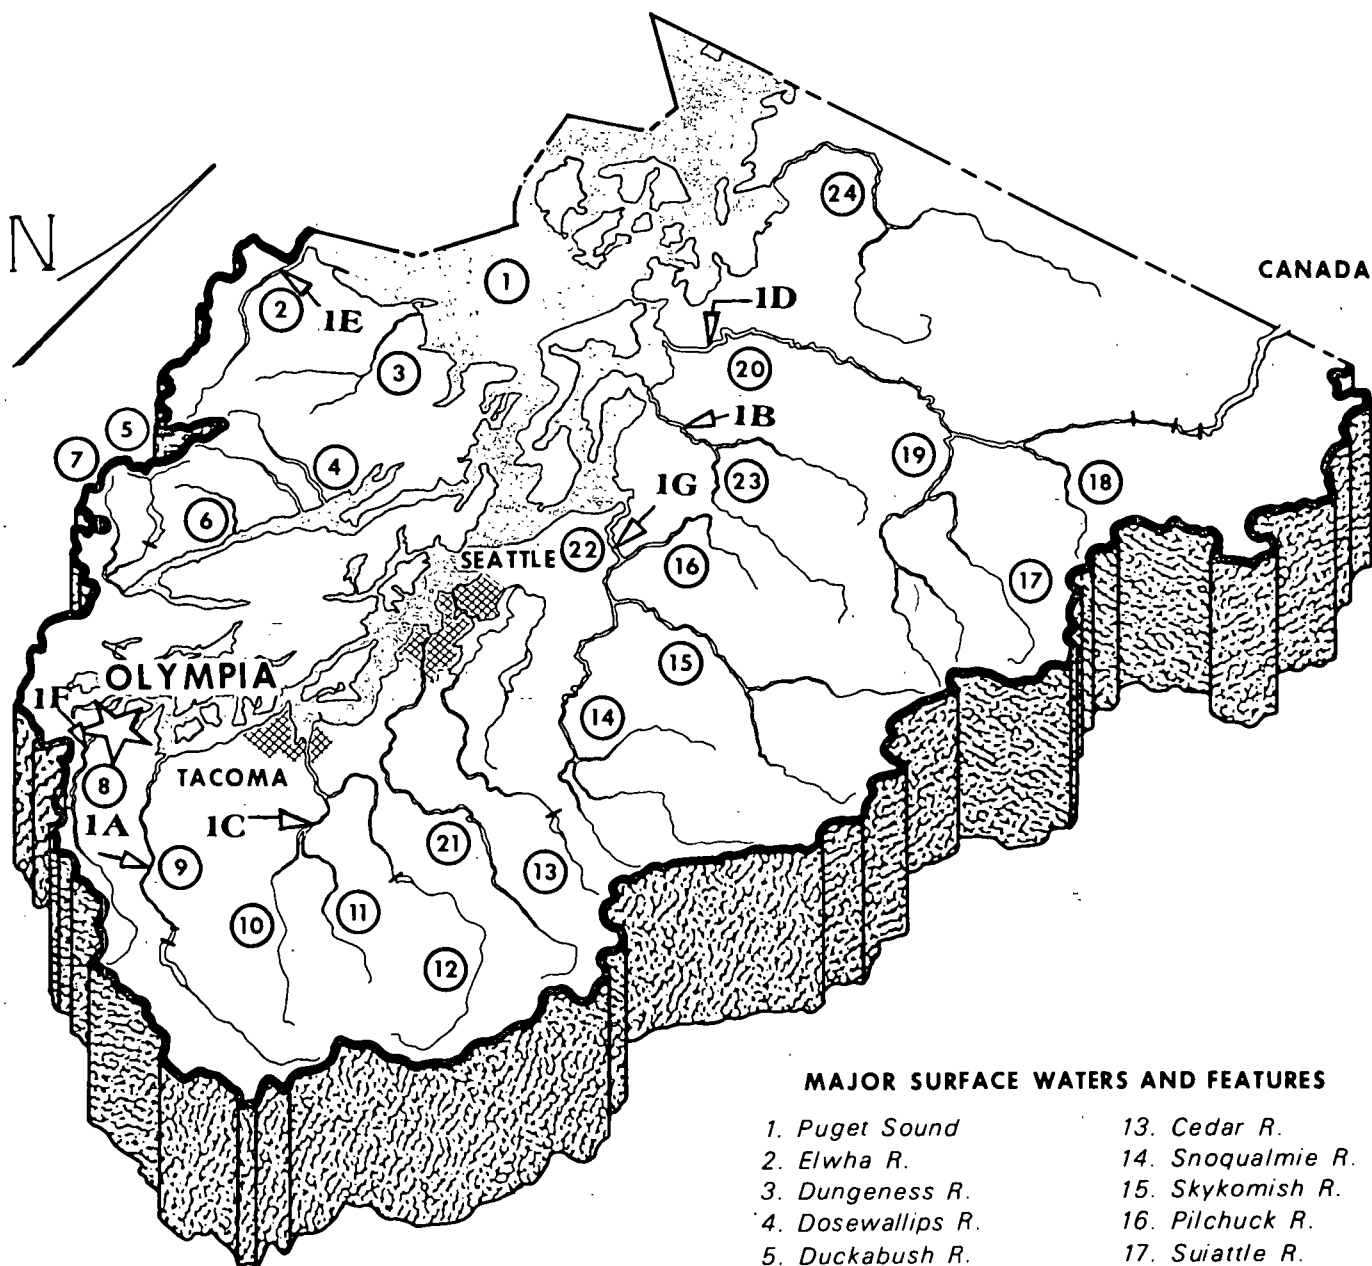 N
CANADA
1
2
1E
1D
3
20
5
7
1B
4
19
24
6
23
18
1G
22
SEATTLE
16
17
15
OLYMPIA
1F
14
TACOMA
8
1A
1C
21
9
13
10
11
12
MAJOR SURFACE WATERS AND FEATURES
1. Puget Sound
2. Elwha R.
3. Dungeness R.
4. Dosewallips R.
5. Duckabush R.
13. Cedar R.
14. Snoqualmie R.
15. Skykomish R.
16. Pilchuck R.
17. Suiattle R.